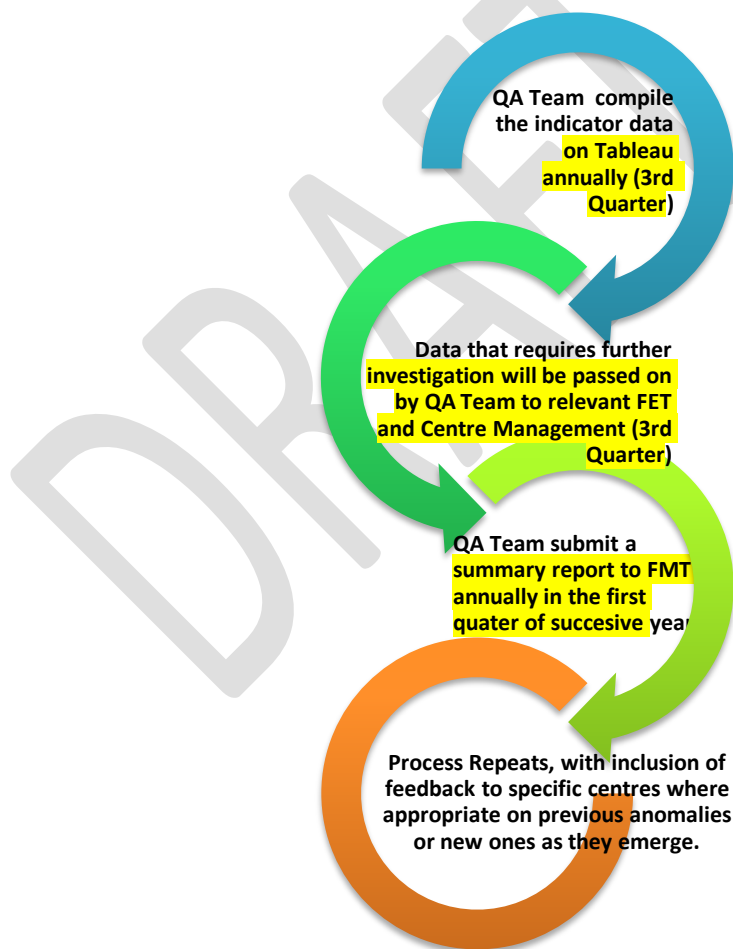 QA Team compile
the indicator data
on Tableau
annually (3rd
Quarter)
Data that requires further
investigation will be passed on
by QA Team to relevant FET
and Centre Management (3rd
Quarter)
QA Team submit a
summary report to FMT
annually in the first
quater of succesive year
Process Repeats, with inclusion of
feedback to specific centres where
appropriate on previous anomalies
or new ones as they emerge.
DRAFT